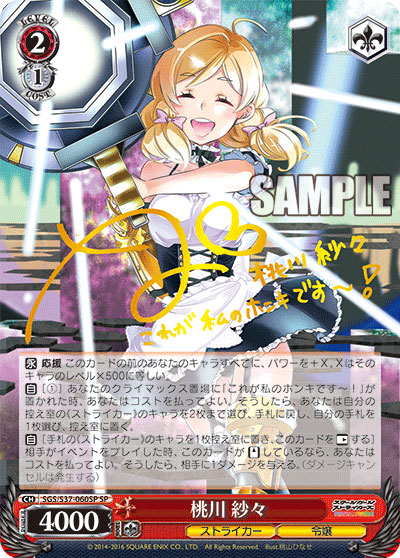 LEVEL
2
1
COST
SAMPLE
桃川 紗々
これが私のホンキです〜!
永 応援 このカードの前のあなたのキャラすべてに、パワーを＋X。Xはその
キャラのレベル×500に等しい。
自 [①] あなたのクライマックス置場に「これが私のホンキです〜！」が
置かれた時、あなたはコストを払ってよい。そうしたら、あなたは自分の
控え室の《ストライカー》のキャラを2枚まで選び、手札に戻し、自分の手札を
1枚選び、控え室に置く。
自 [手札の《ストライカー》のキャラを1枚控え室に置き、このカードをする]
相手がイベントをプレイした時、このカードがしているなら、あなたはコ
ストを払ってよい。そうしたら、相手に1ダメージを与える。(ダメージキャン
セルは発生する)
CH SGS/S37-060SP SP
POWER
4000
桃川 紗々
スクールガール
ストライカーズ
ストライカー
令嬢
© 2014-2016 SQUARE ENIX CO., LTD. All Rights Reserved.
illust.桃山ひなせ